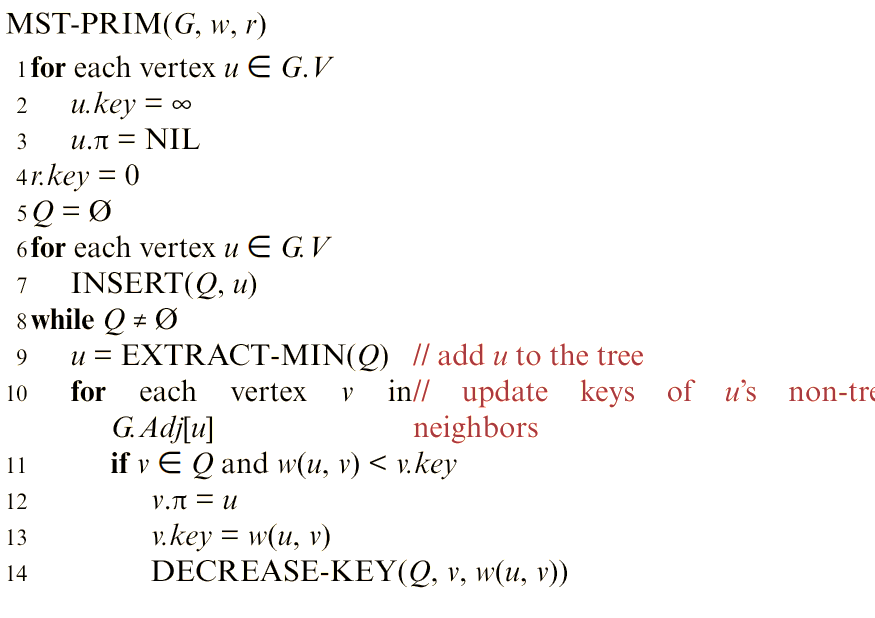 MST-PRIM(G, w, r)
1 for each vertex u ∈ G.V
2 u.key = ∞
3 u.π = NIL
4 r.key = 0
5 Q = Ø
6 for each vertex u ∈ G.V
7 INSERT(Q, u)
8 while Q ≠ Ø
9 u = EXTRACT-MIN(Q) // add u to the tree
10 for each vertex v in // update keys of u's non-tre
G.Adj[u] neighbors
11 if v ∈ Q and w(u, v) < v.key
12 v.π = u
13 v.key = w(u, v)
14 DECREASE-KEY(Q, v, w(u, v))